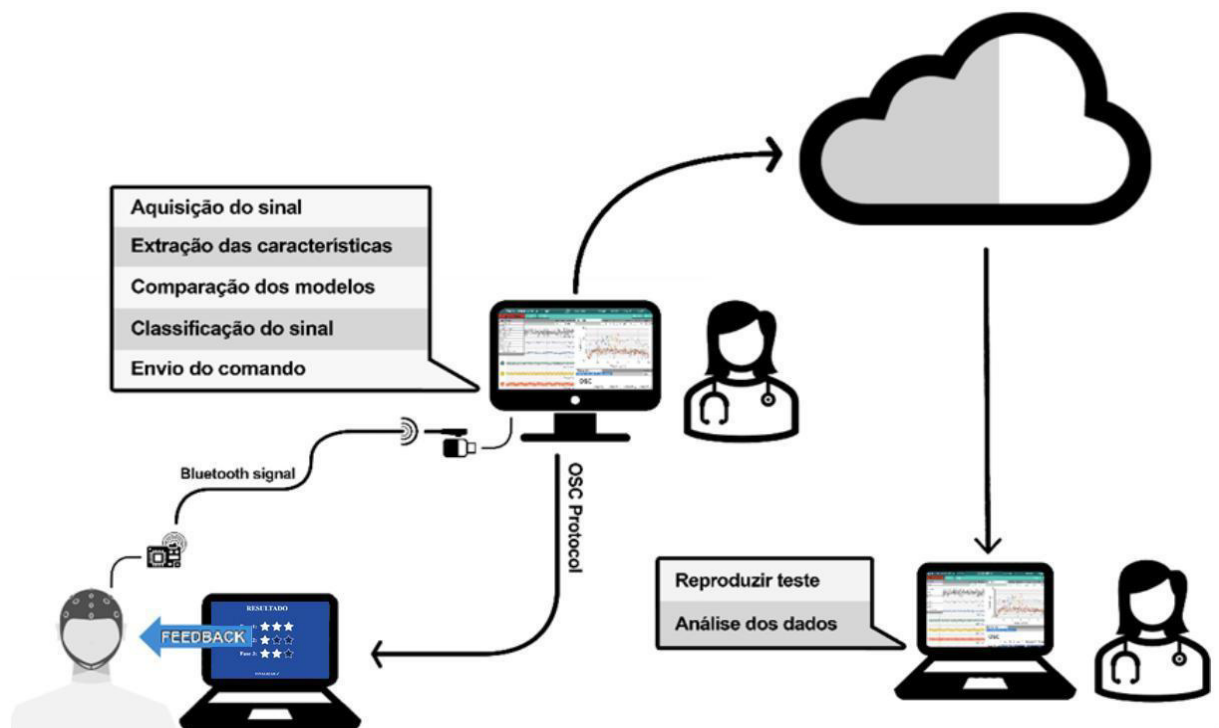 Aquisição do sinal
Extração das características
Comparação dos modelos
Classificação do sinal
Envio do comando
Bluetooth signal
OSC Protocol
OSC
Reproduzir teste
Análise dos dados
RESULTADO
FEEDBACK
Fase 3: